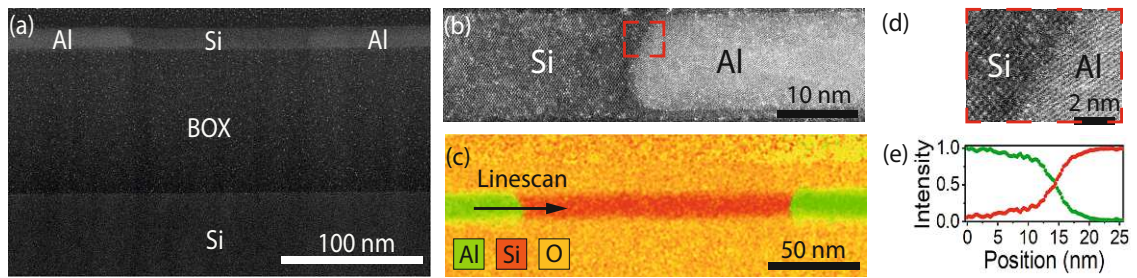 (a)
Al Si Al
BOX
Si
100 nm
(b)
Si Al
10 nm
(c)
Linescan
Al Si O
50 nm
(d)
Si Al
2 nm
(e)
1.0
0.5
0.0
Intensity
0 5 10 15 20 25
Position (nm)